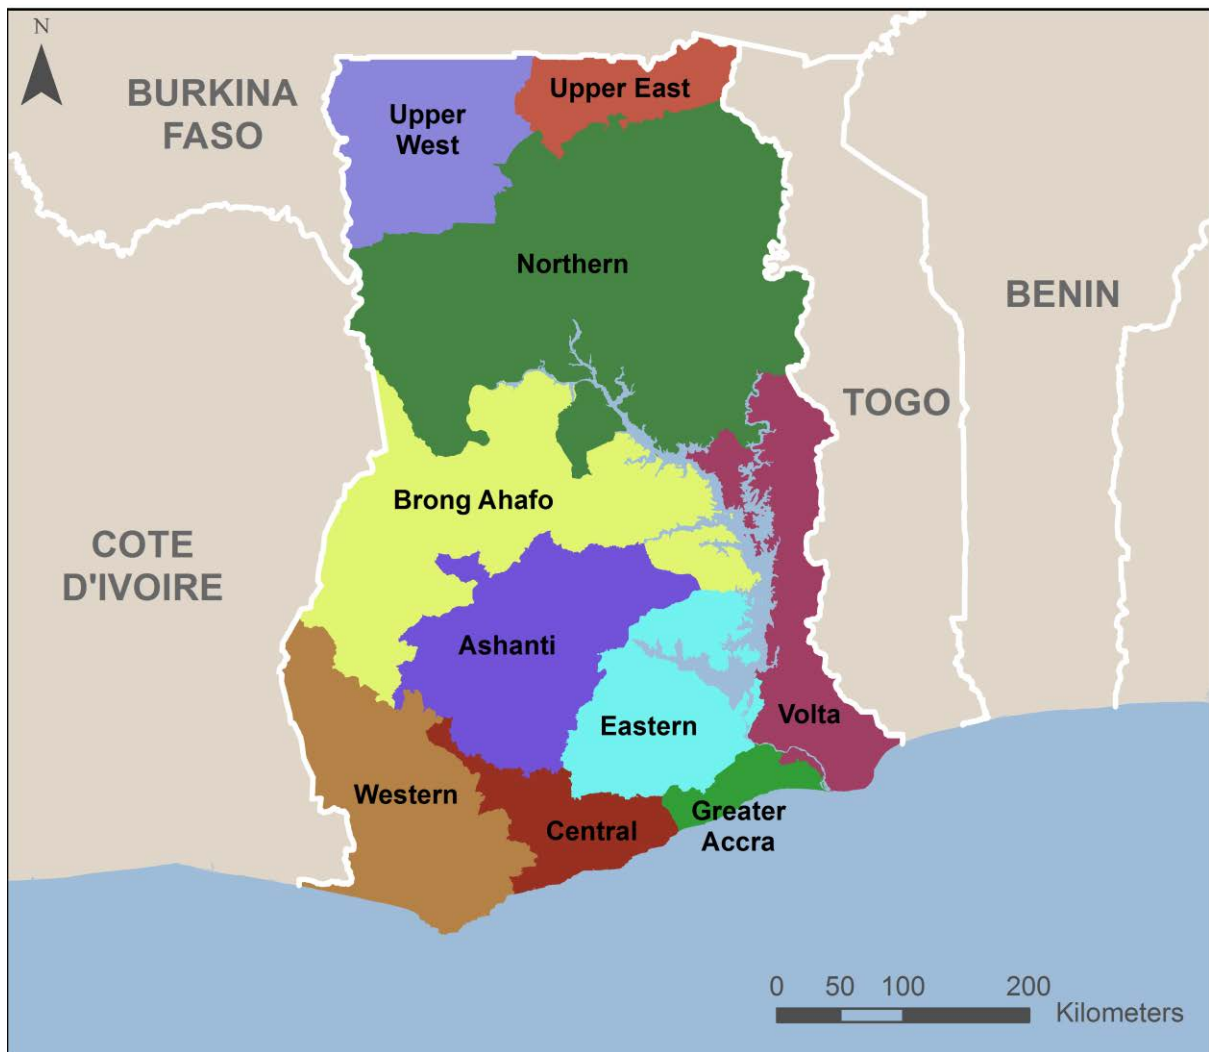 N
BURKINA
FASO
Upper
West
Upper East
Northern
BENIN
TOGO
Brong Ahafo
COTE
D'IVOIRE
Ashanti
Eastern
Volta
Western
Central
Greater
Accra
0 50 100 200
Kilometers